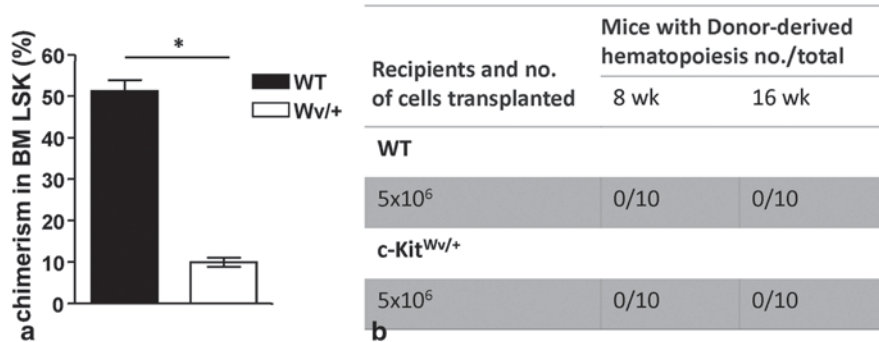 chimerism in BM LSK (%)
60
50
40
30
20
10
0
*
WT
Wv/+
a
Recipients and no.
of cells transplanted
Mice with Donor-derived
hematopoiesis no./total
8 wk
16 wk
WT
5x10⁶ 0/10 0/10
c-Kitᵂᵛ/⁺
5x10⁶ 0/10 0/10
b